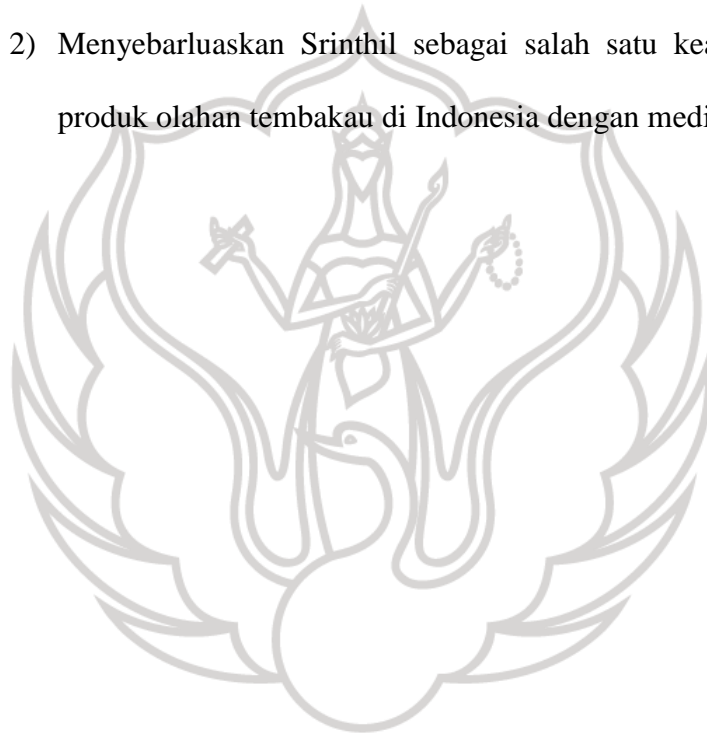 2) Menyebarluaskan Srinthil sebagai salah satu
produk olahan tembakau di Indonesia dengan